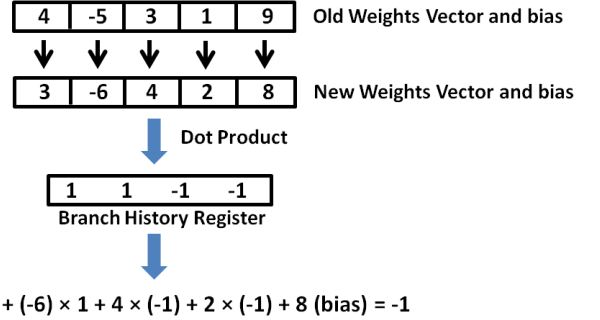 4 -5 3 1 9 Old Weights Vector and bias
3 -6 4 2 8 New Weights Vector and bias
Dot Product
1 1 -1 -1
Branch History Register
+ (-6) × 1 + 4 × (-1) + 2 × (-1) + 8 (bias) = -1